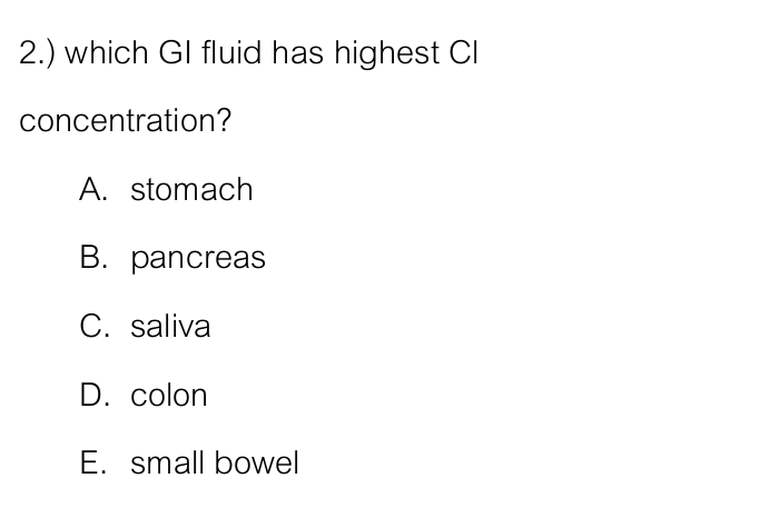 2.) which GI fluid has highest Cl
concentration?
A. stomach
B. pancreas
C. saliva
D. colon
E. small bowel